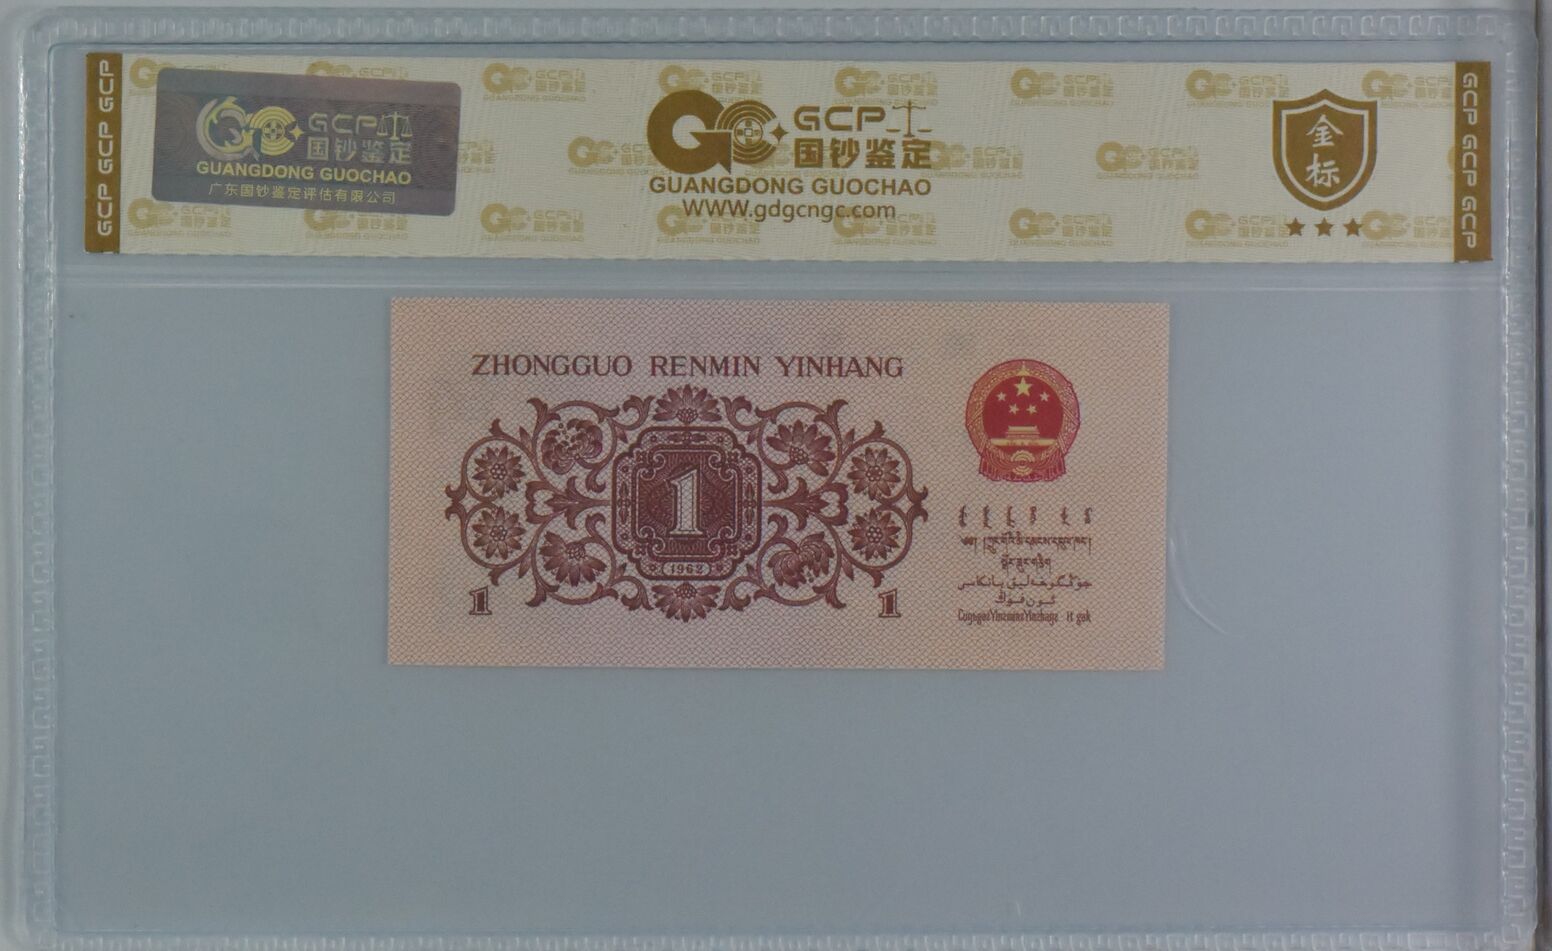 GCP GCP GCP
GCP
国钞鉴定
GUANGDONG GUOCHAO
广东国钞鉴定评估有限公司
GCP
国钞鉴定
GUANGDONG GUOCHAO
WWW.gdgcngc.com
金标
GCP GCP GCP
ZHONGGUO RENMIN YINHANG
1
1962
1
1